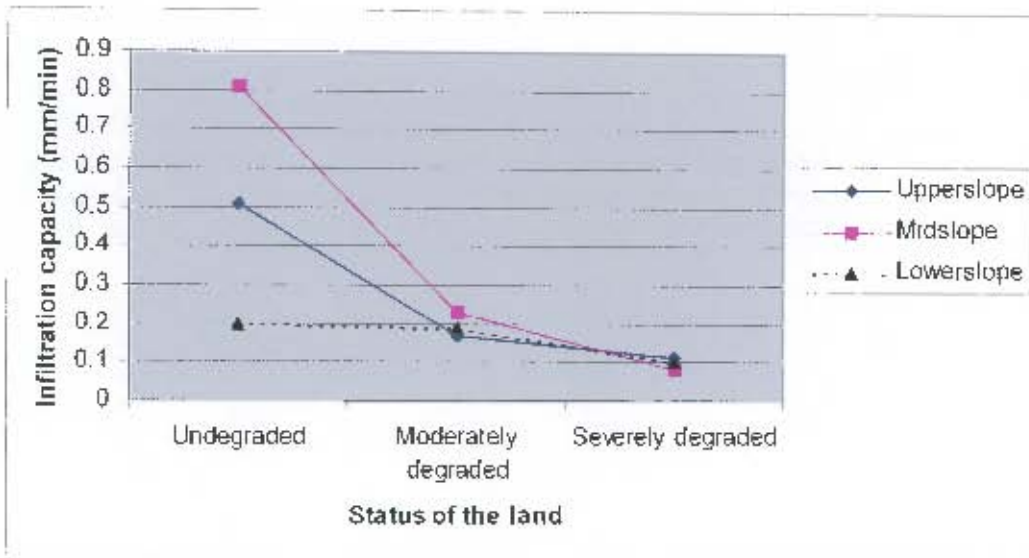 Infiltration capacity (mm/min)
0.9
0.8
0.7
0.6
0.5
0.4
0.3
0.2
0.1
0
Undegraded
Moderately
degraded
Severely degraded
Status of the land
Upperslope
Midslope
Lowerslope